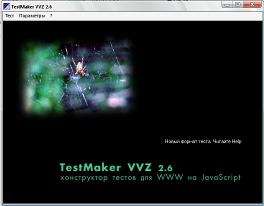 TestMaker VVZ 2.6
Тест Параметры ?
Новый формат теста. Читайте Help
TestMaker VVZ 2.6
конструктор тестов для WWW на JavaScript